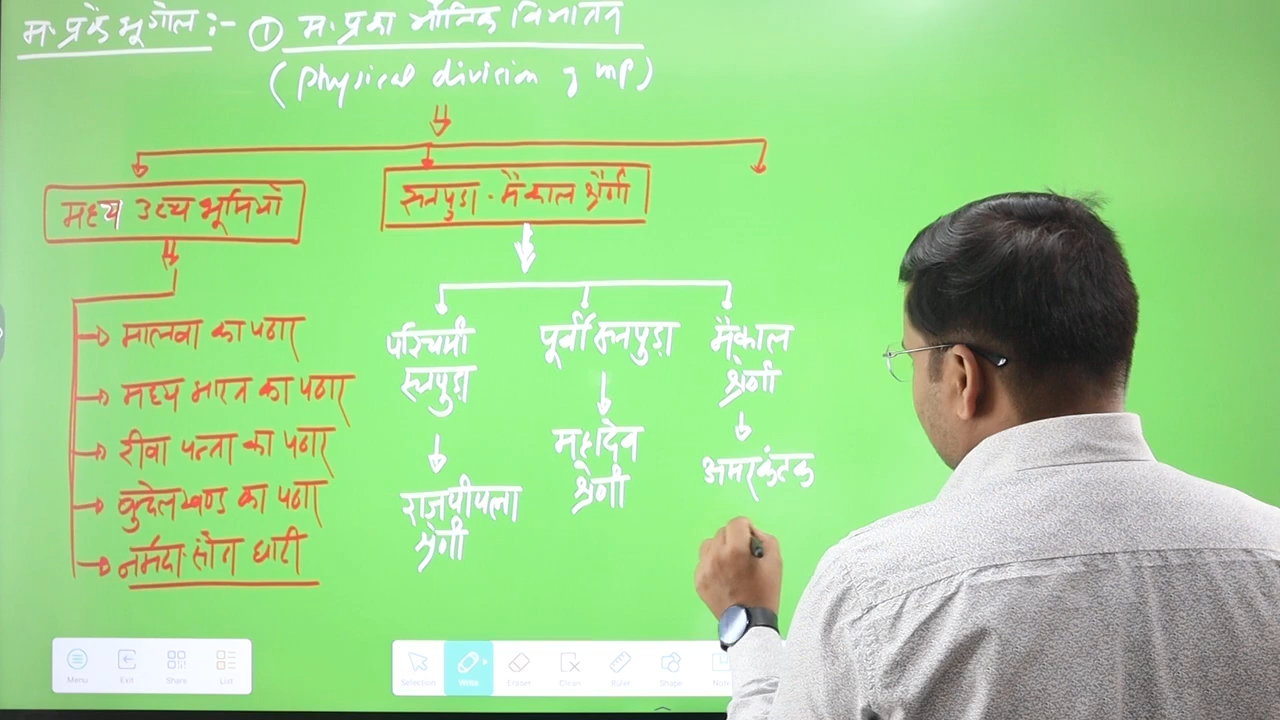 म. प्र. के भूगोल :- ① म. प्र. का भौतिक विभाजन
(Physical division of MP)
मध्य उच्च भूमियाँ
सतपुड़ा - मैकाल श्रेणी
मालवा का पठार
मध्य भारत का पठार
रीवा पन्ना का पठार
बुन्देलखण्ड का पठार
नर्मदा-सोन घाटी
पश्चिमी
सतपुड़ा
राजपीपला
श्रेणी
पूर्वी सतपुड़ा
महादेव
श्रेणी
मैकाल
श्रेणी
अमरकंटक
Menu Exit Share List
Selection Write Eraser Clean Ruler Shape Note